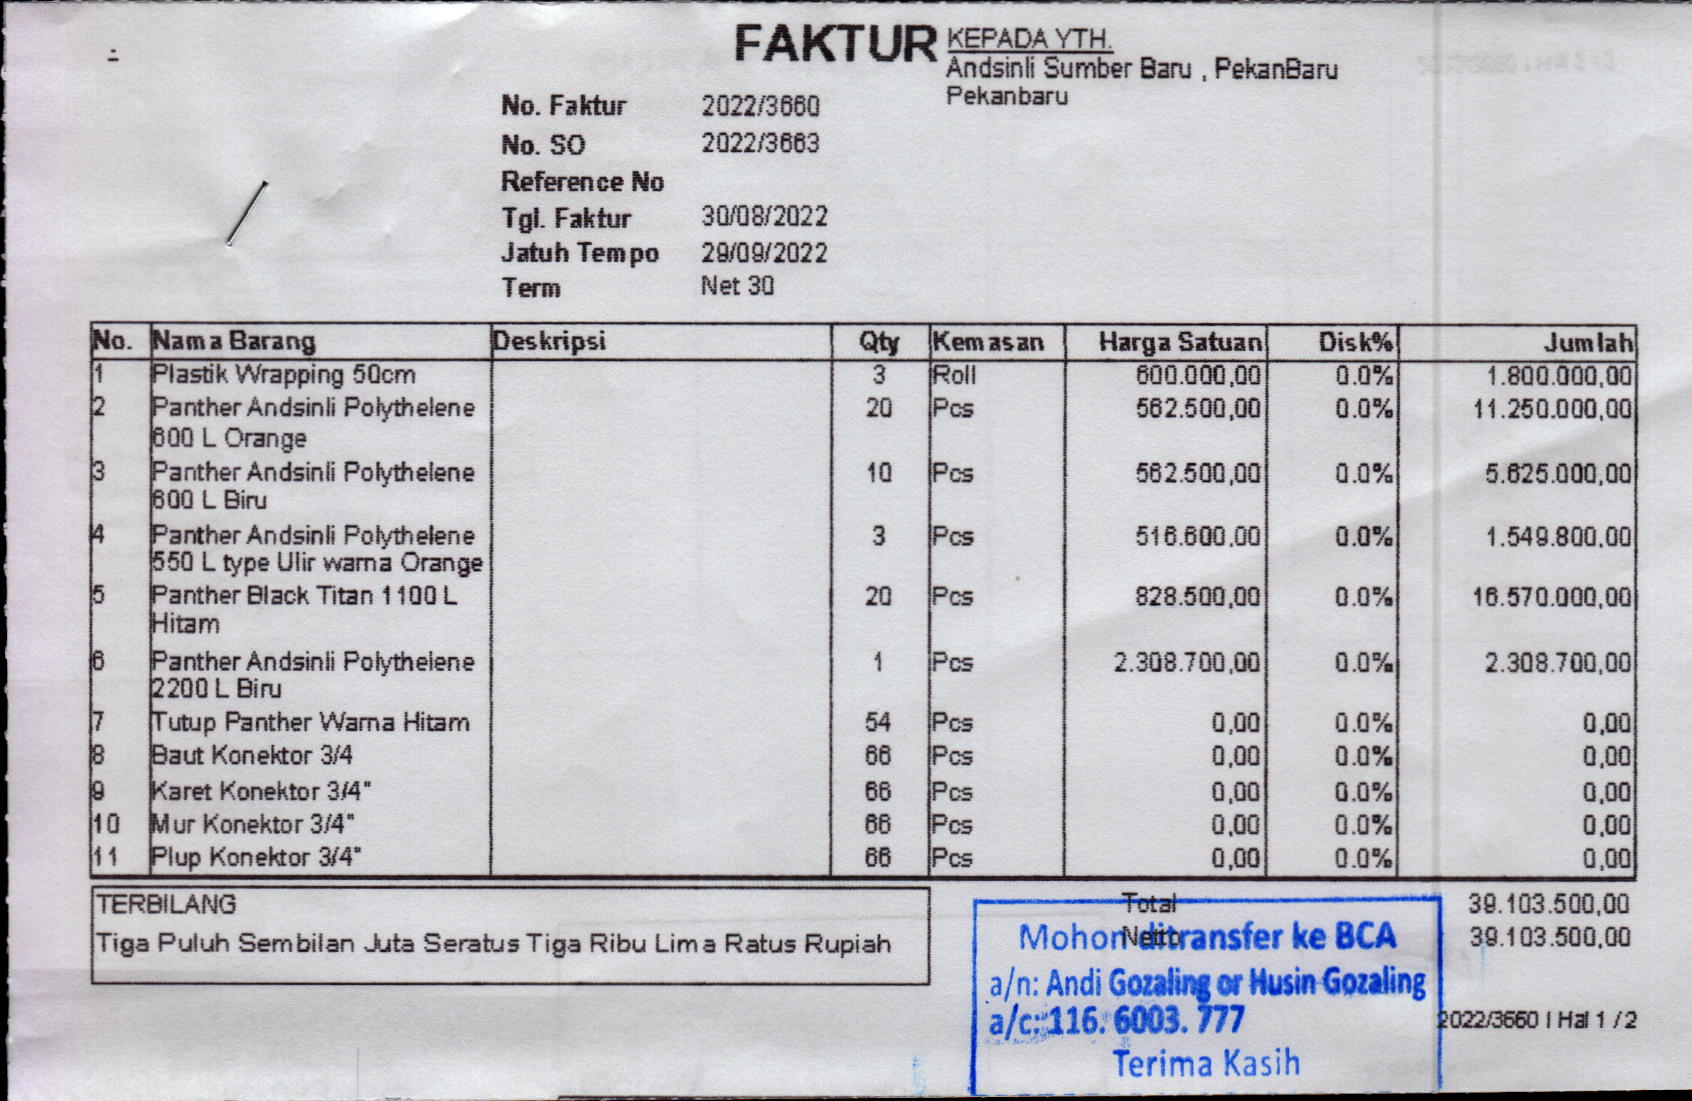 FAKTUR
KEPADA YTH.
Andsinli Sumber Baru , PekanBaru
Pekanbaru
No. Faktur 2022/3660
No. SO 2022/3663
Reference No
Tgl. Faktur 30/08/2022
Jatuh Tempo 29/09/2022
Term Net 30
No. Nama Barang Deskripsi Qty Kemasan Harga Satuan Disk% Jumlah
1 Plastik Wrapping 50cm 3 Roll 600.000,00 0.0% 1.800.000,00
2 Panther Andsinli Polythelene 20 Pcs 562.500,00 0.0% 11.250.000,00
600 L Orange
3 Panther Andsinli Polythelene 10 Pcs 562.500,00 0.0% 5.625.000,00
600 L Biru
4 Panther Andsinli Polythelene 3 Pcs 516.600,00 0.0% 1.549.800,00
550 L type Ulir warna Orange
5 Panther Black Titan 1100 L 20 Pcs 828.500,00 0.0% 16.570.000,00
Hitam
6 Panther Andsinli Polythelene 1 Pcs 2.308.700,00 0.0% 2.308.700,00
2200 L Biru
7 Tutup Panther Warna Hitam 54 Pcs 0,00 0.0% 0,00
8 Baut Konektor 3/4 66 Pcs 0,00 0.0% 0,00
9 Karet Konektor 3/4" 66 Pcs 0,00 0.0% 0,00
10 Mur Konektor 3/4" 66 Pcs 0,00 0.0% 0,00
11 Plup Konektor 3/4" 66 Pcs 0,00 0.0% 0,00
TERBILANG
Tiga Puluh Sembilan Juta Seratus Tiga Ribu Lima Ratus Rupiah
Total 39.103.500,00
Netto 39.103.500,00
Mohon ditransfer ke BCA
a/n: Andi Gozaling or Husin Gozaling
a/c: 116. 6003. 777
Terima Kasih
2022/3660 | Hal 1 / 2